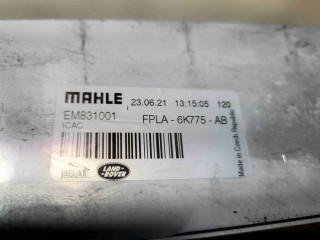 MAHLE 23.06.21 13:15:05 120
EM831001 FPLA - 6K775 - AB
ICAC
Made in Czech Republic
JAGUAR LAND-ROVER